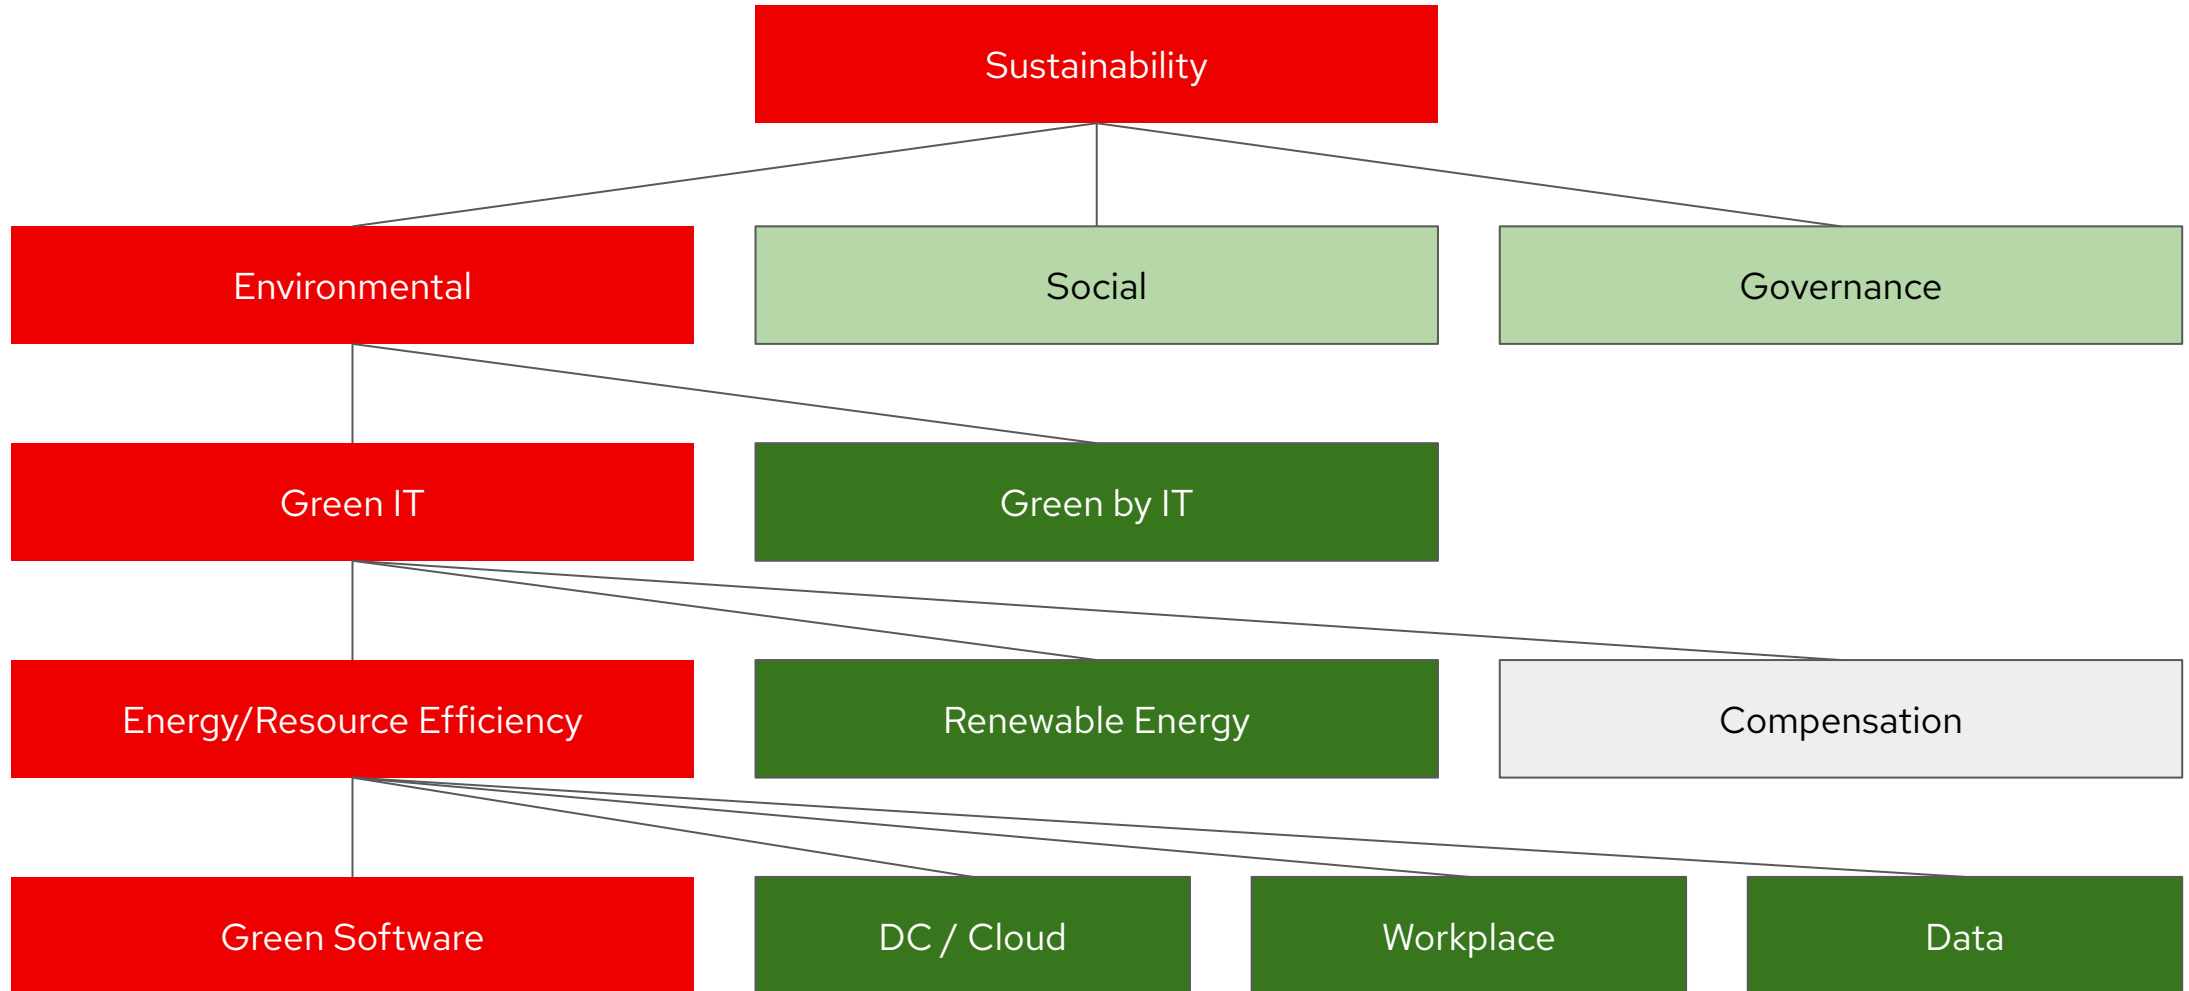 Sustainability
Environmental
Social
Governance
Green IT
Green by IT
Energy/Resource Efficiency
Renewable Energy
Compensation
Green Software
DC / Cloud
Workplace
Data